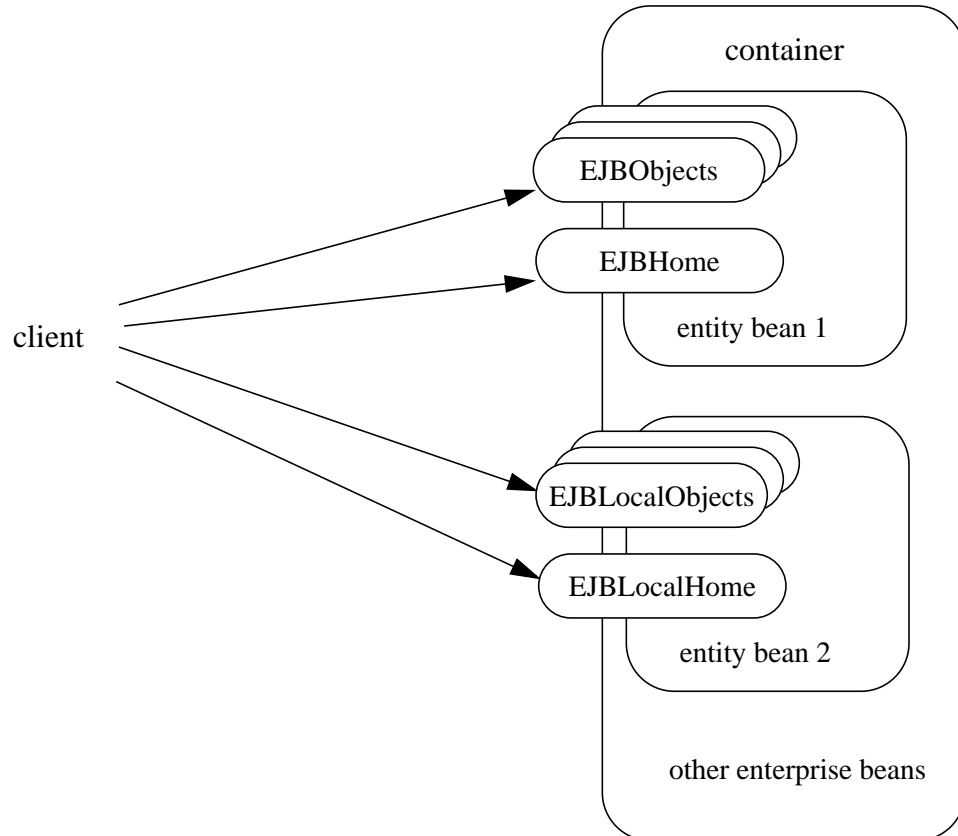 container
EJBObjects
EJBHome
entity bean 1
client
EJBLocalObjects
EJBLocalHome
entity bean 2
other enterprise beans